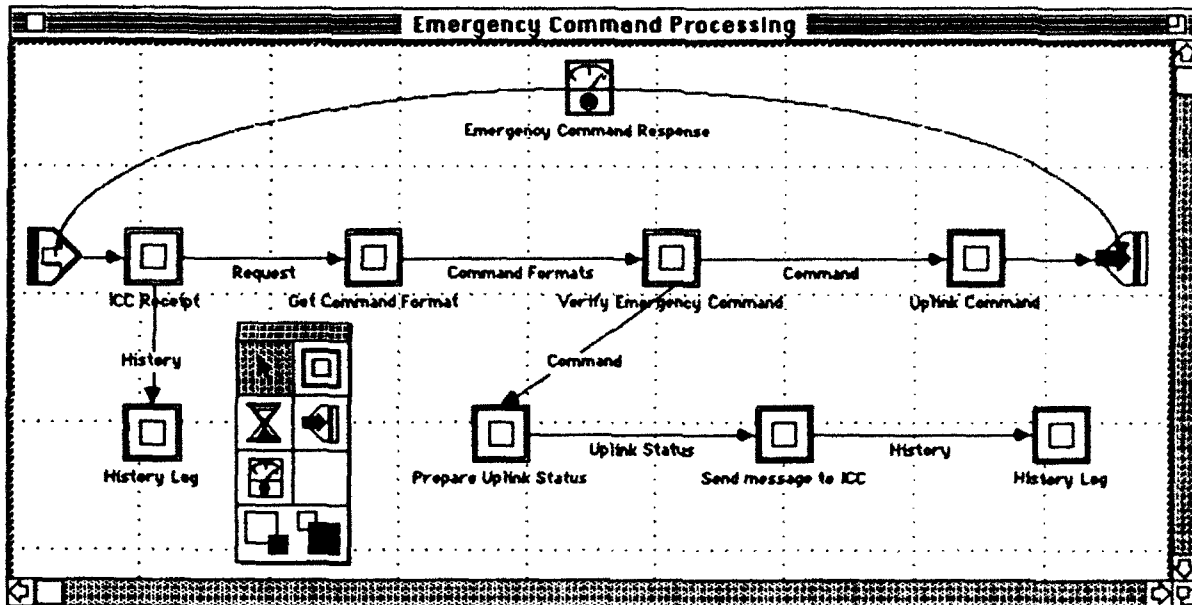 Emergency Command Processing
Emergency Command Response
Request
Command Formats
Command
ICC Receipt
Get Command Format
Verify Emergency Command
Uplink Command
History
Command
History Log
Prepare Uplink Status
Uplink Status
Send message to ICC
History
History Log